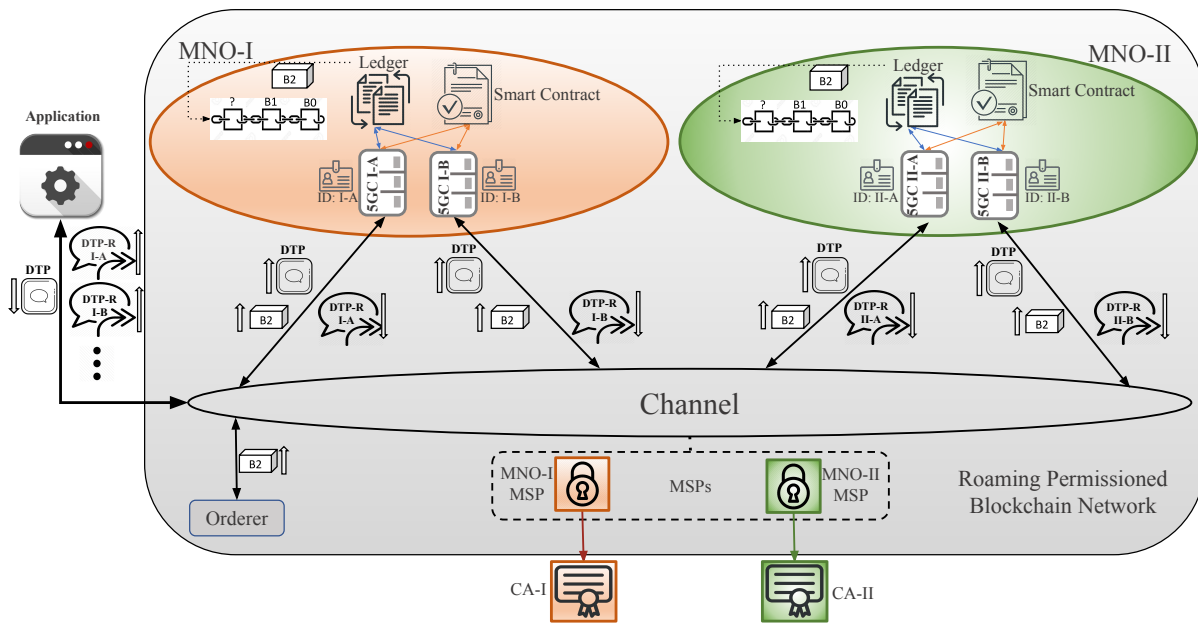 MNO-I
MNO-II
B2
Ledger
Smart Contract
?
B1
B0
5GC I-A
5GC I-B
ID: I-A
ID: I-B
B2
Ledger
Smart Contract
?
B1
B0
5GC II-A
5GC II-B
ID: II-A
ID: II-B
Application
DTP
DTP-R
I-A
DTP-R
I-B
DTP
B2
DTP-R
I-A
DTP
B2
DTP-R
I-B
DTP
B2
DTP-R
II-A
DTP
B2
DTP-R
II-B
Channel
B2
Orderer
MNO-I
MSP
MSPs
MNO-II
MSP
Roaming Permissioned
Blockchain Network
CA-I
CA-II